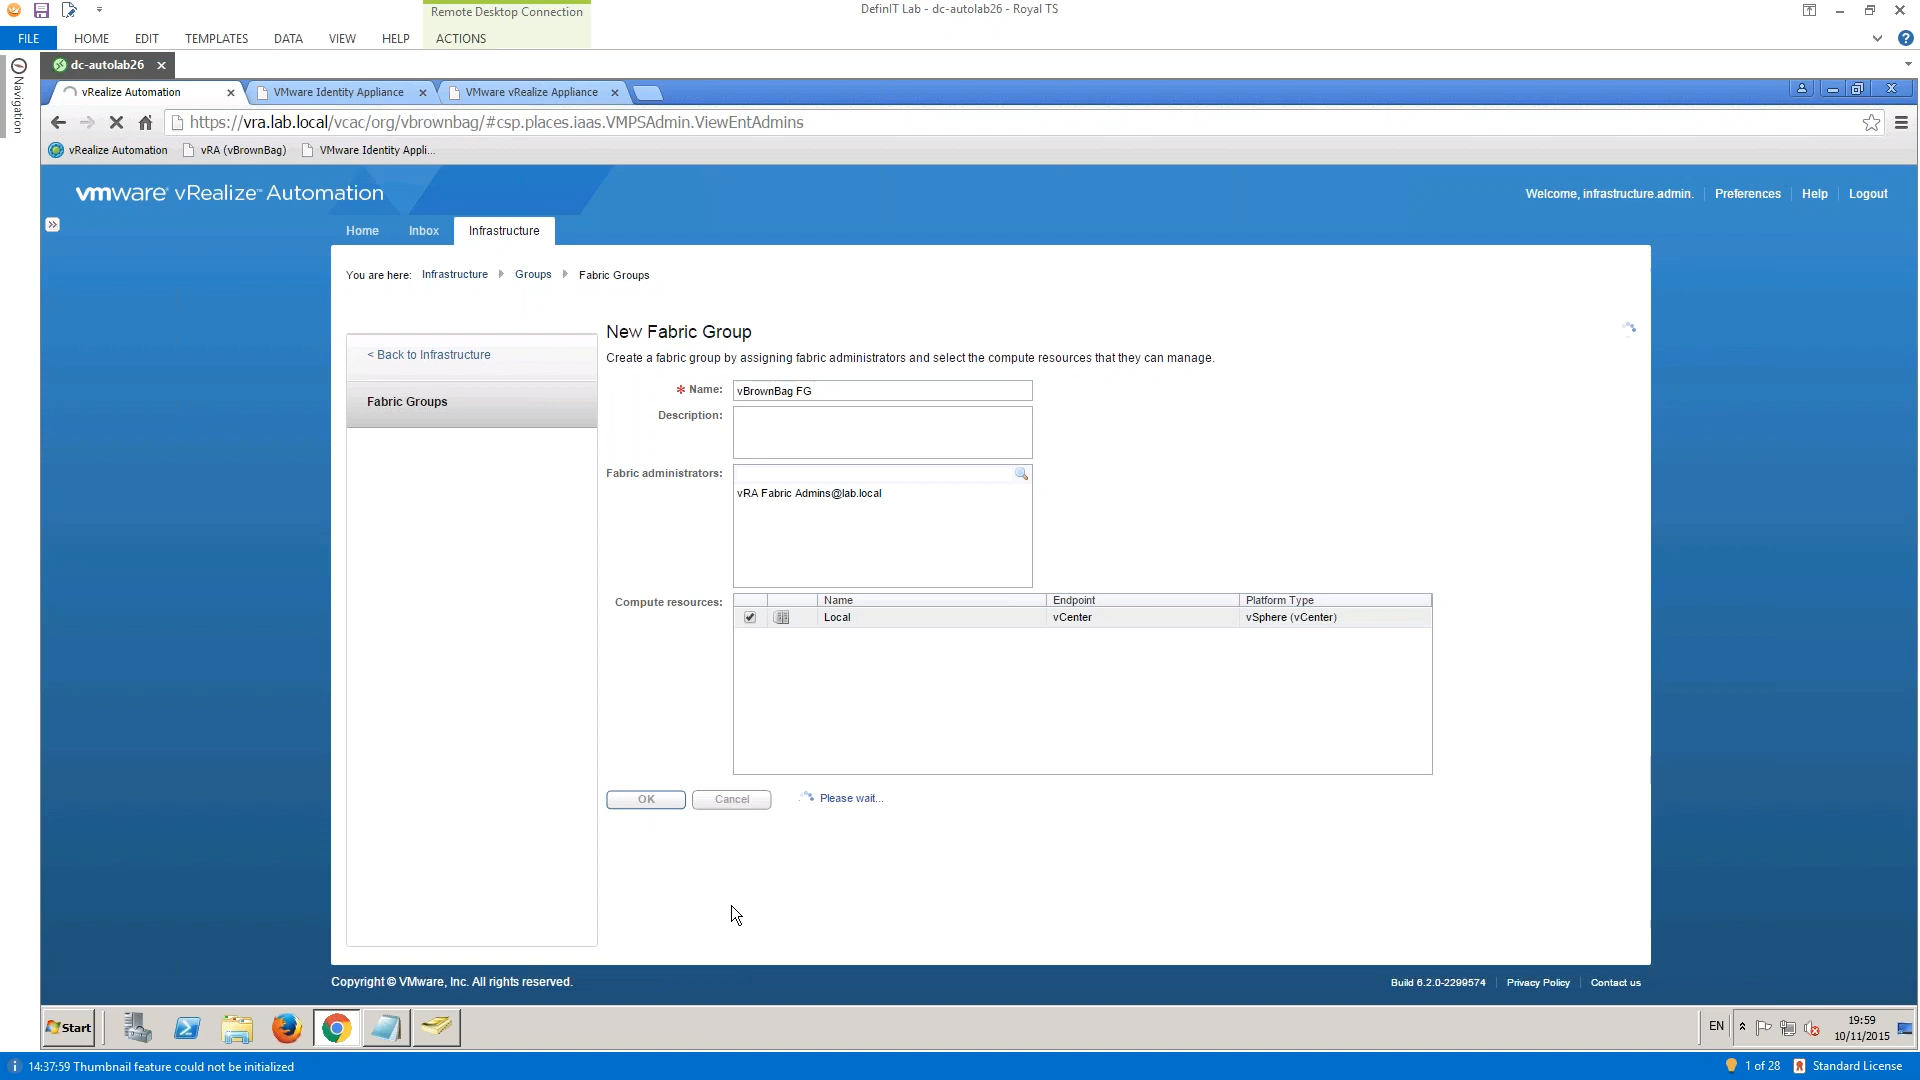 Remote Desktop Connection
DefinIT Lab - dc-autolab26 - Royal TS
FILE HOME EDIT TEMPLATES DATA VIEW HELP ACTIONS
Navigation
dc-autolab26
vRealize Automation VMware Identity Appliance VMware vRealize Appliance
https://vra.lab.local/vcac/org/vbrownbag/#csp.places.iaas.VMPSAdmin.ViewEntAdmins
vRealize Automation vRA (vBrownBag) VMware Identity Appli...
vmware vRealize™ Automation
Welcome, infrastructure.admin. Preferences Help Logout
Home Inbox Infrastructure
You are here: Infrastructure Groups Fabric Groups
New Fabric Group
< Back to Infrastructure
Create a fabric group by assigning fabric administrators and select the compute resources that they can manage.
Fabric Groups
* Name: vBrownBag FG
Description:
Fabric administrators:
vRA Fabric Admins@lab.local
Compute resources:
Name Endpoint Platform Type
Local vCenter vSphere (vCenter)
OK Cancel Please wait...
Copyright © VMware, Inc. All rights reserved.
Build 6.2.0-2299574 Privacy Policy Contact us
Start
EN
19:59
10/11/2015
14:37:59 Thumbnail feature could not be initialized
1 of 28 Standard License